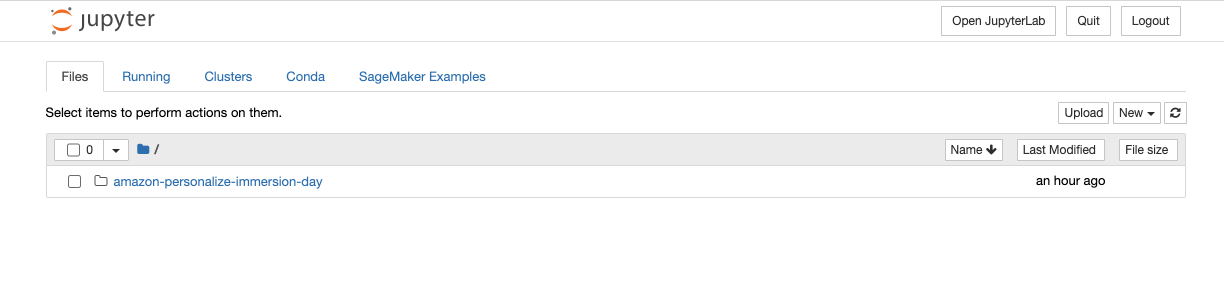 jupyter
Open JupyterLab Quit Logout
Files Running Clusters Conda SageMaker Examples
Select items to perform actions on them.
Upload New
0 / Name Last Modified File size
amazon-personalize-immersion-day an hour ago